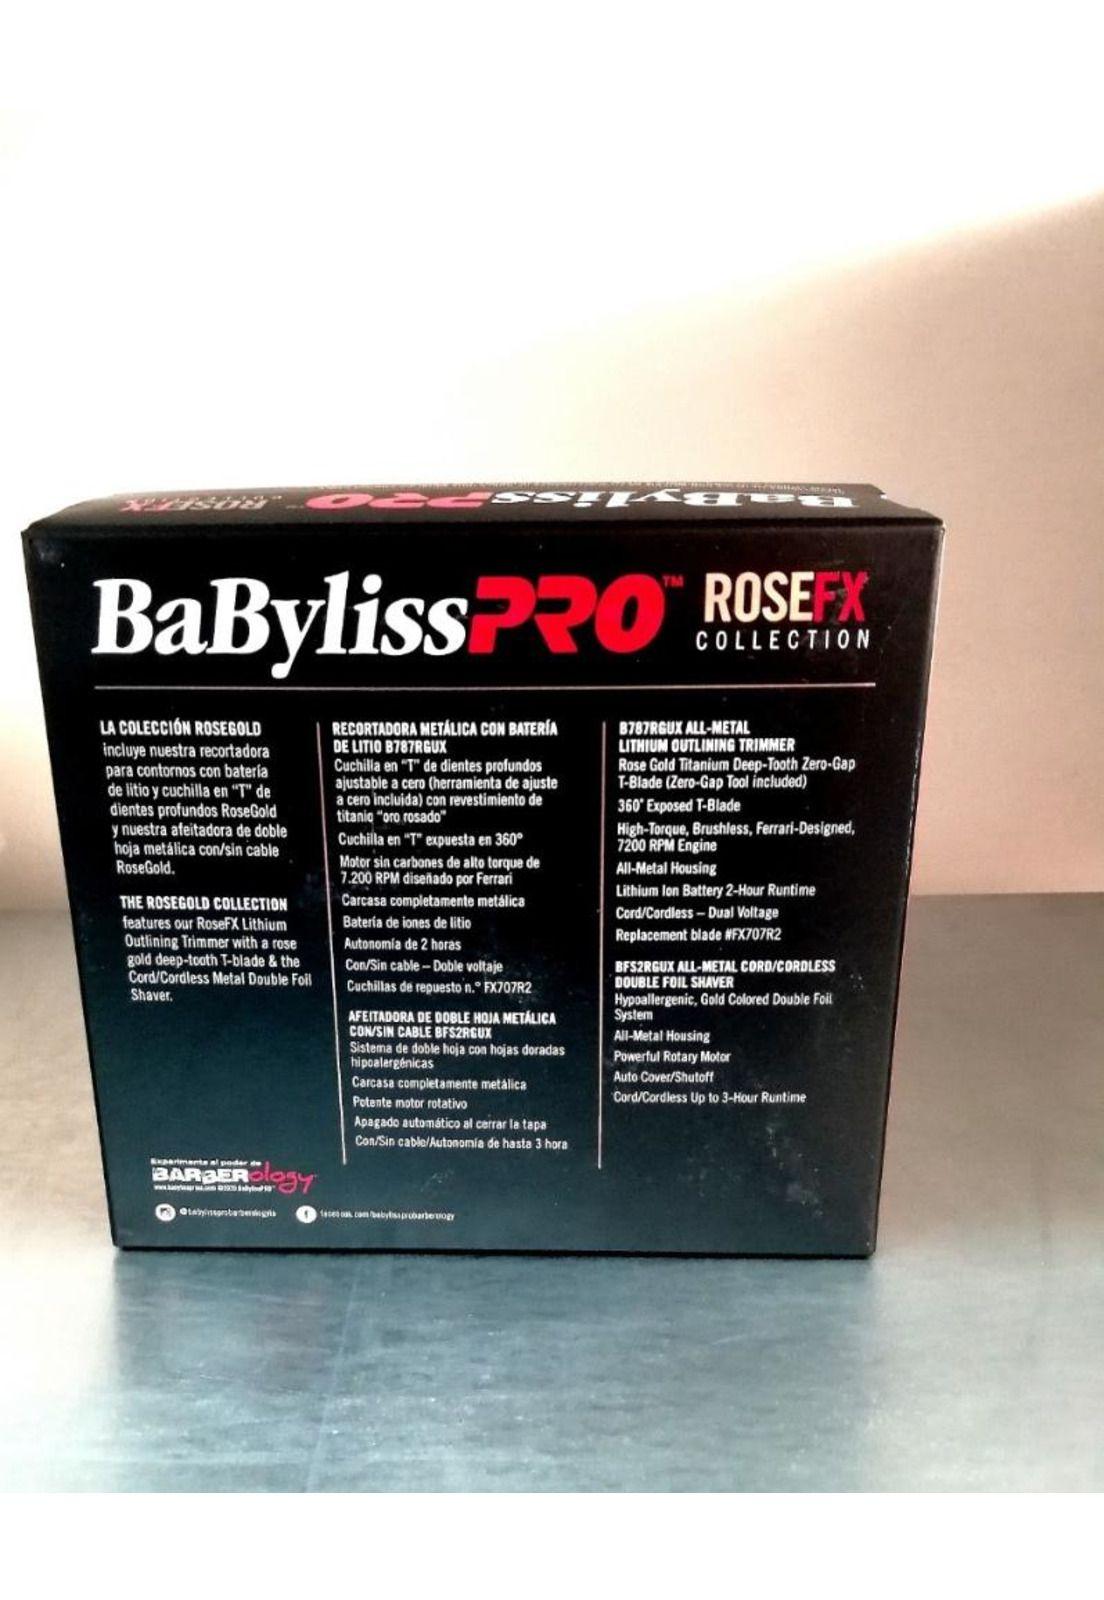 BaBylissPRO ROSEFX
COLLECTION
BaBylissPRO™ ROSEFX
COLLECTION
LA COLECCIÓN ROSEGOLD
incluye nuestra recortadora
para contornos con batería
de litio y cuchilla en "T" de
dientes profundos RoseGold
y nuestra afeitadora de doble
hoja metálica con/sin cable
RoseGold.
THE ROSEGOLD COLLECTION
features our RoseFX Lithium
Outlining Trimmer with a rose
gold deep-tooth T-blade & the
Cord/Cordless Metal Double Foil
Shaver.
RECORTADORA METÁLICA CON BATERÍA
DE LITIO B787RGUX
Cuchilla en "T" de dientes profundos
ajustable a cero (herramienta de ajuste
a cero incluida) con revestimiento de
titanio "oro rosado"
Cuchilla en "T" expuesta en 360°
Motor sin carbones de alto torque de
7.200 RPM diseñado por Ferrari
Carcasa completamente metálica
Batería de iones de litio
Autonomía de 2 horas
Con/Sin cable – Doble voltaje
Cuchillas de repuesto n.° FX707R2
AFEITADORA DE DOBLE HOJA METÁLICA
CON/SIN CABLE BFS2RGUX
Sistema de doble hoja con hojas doradas
hipoalergénicas
Carcasa completamente metálica
Potente motor rotativo
Apagado automático al cerrar la tapa
Con/Sin cable/Autonomía de hasta 3 hora
B787RGUX ALL-METAL
LITHIUM OUTLINING TRIMMER
Rose Gold Titanium Deep-Tooth Zero-Gap
T-Blade (Zero-Gap Tool included)
360° Exposed T-Blade
High-Torque, Brushless, Ferrari-Designed,
7200 RPM Engine
All-Metal Housing
Lithium Ion Battery 2-Hour Runtime
Cord/Cordless – Dual Voltage
Replacement blade #FX707R2
BFS2RGUX ALL-METAL CORD/CORDLESS
DOUBLE FOIL SHAVER
Hypoallergenic, Gold Colored Double Foil
System
All-Metal Housing
Powerful Rotary Motor
Auto Cover/Shutoff
Cord/Cordless Up to 3-Hour Runtime
Experimente el poder de
BARBERology
facebook.com/babylissprobarberology